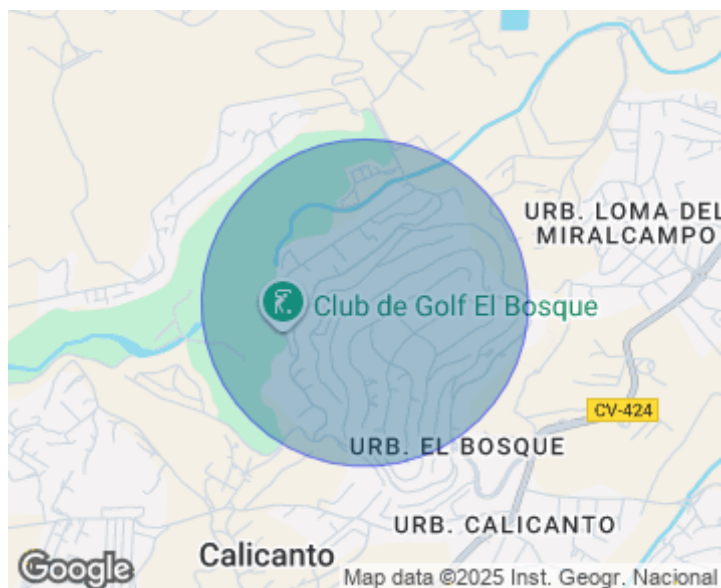 URB. LOMA DEL
MIRALCAMPO
Club de Golf El Bosque
CV-424
URB. EL BOSQUE
URB. CALICANTO
Calicanto
Google
Map data ©2025 Inst. Geogr. Nacional